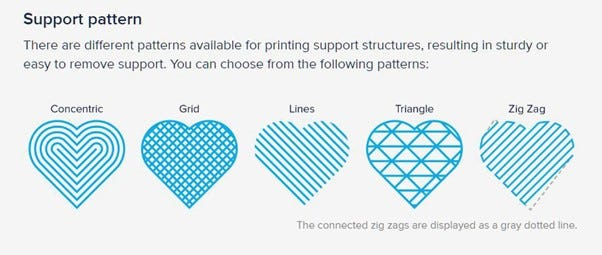 Support pattern
There are different patterns available for printing support structures, resulting in sturdy or
easy to remove support. You can choose from the following patterns:
Concentric Grid Lines Triangle Zig Zag
The connected zig zags are displayed as a gray dotted line.